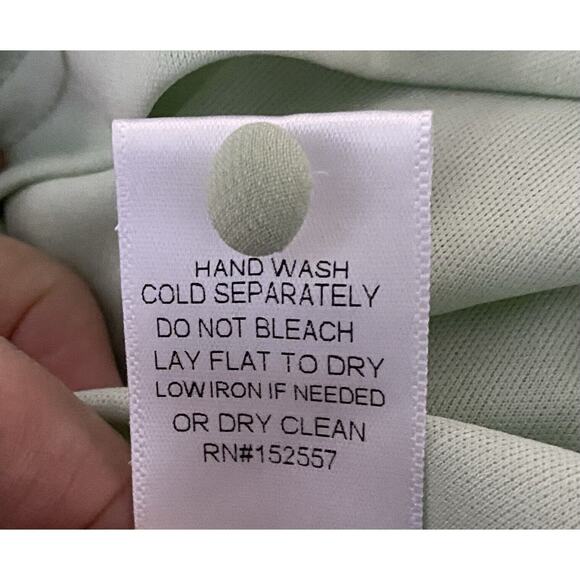 HAND WASH
COLD SEPARATELY
DO NOT BLEACH
LAY FLAT TO DRY
LOW IRON IF NEEDED
OR DRY CLEAN
RN#152557